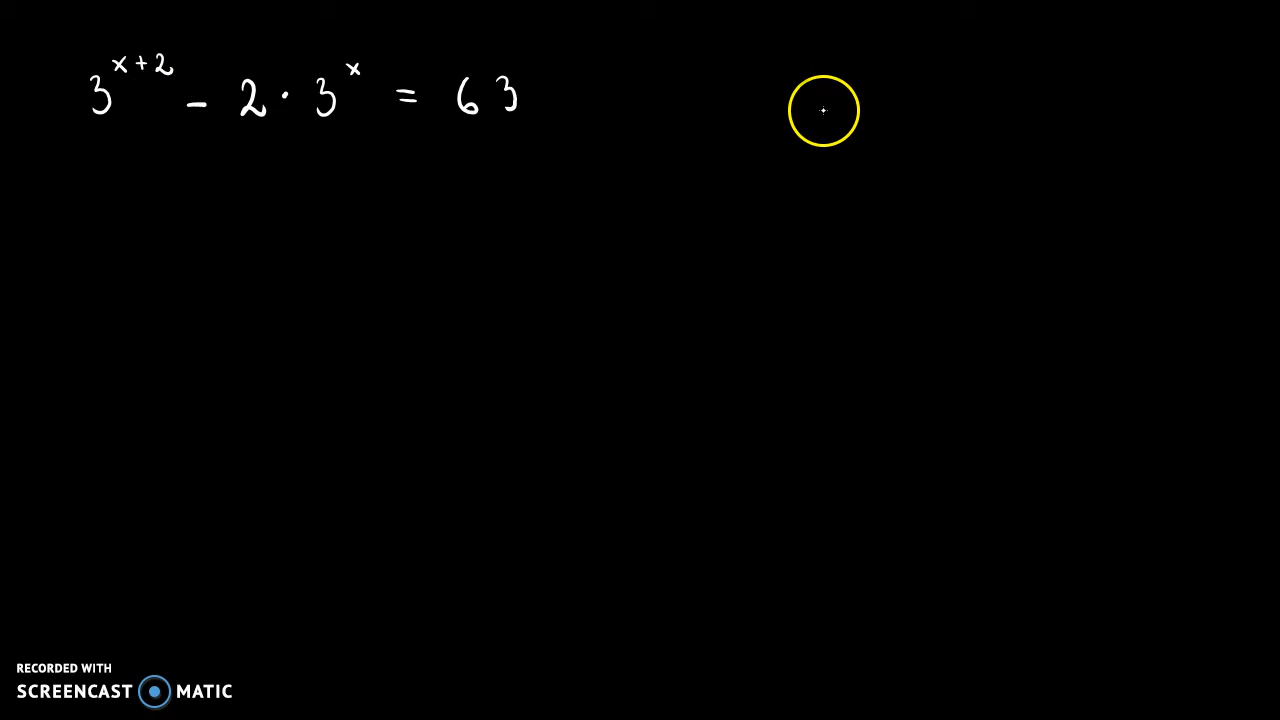 3^{x+2} - 2 · 3^x = 63
RECORDED WITH
SCREENCAST MATIC